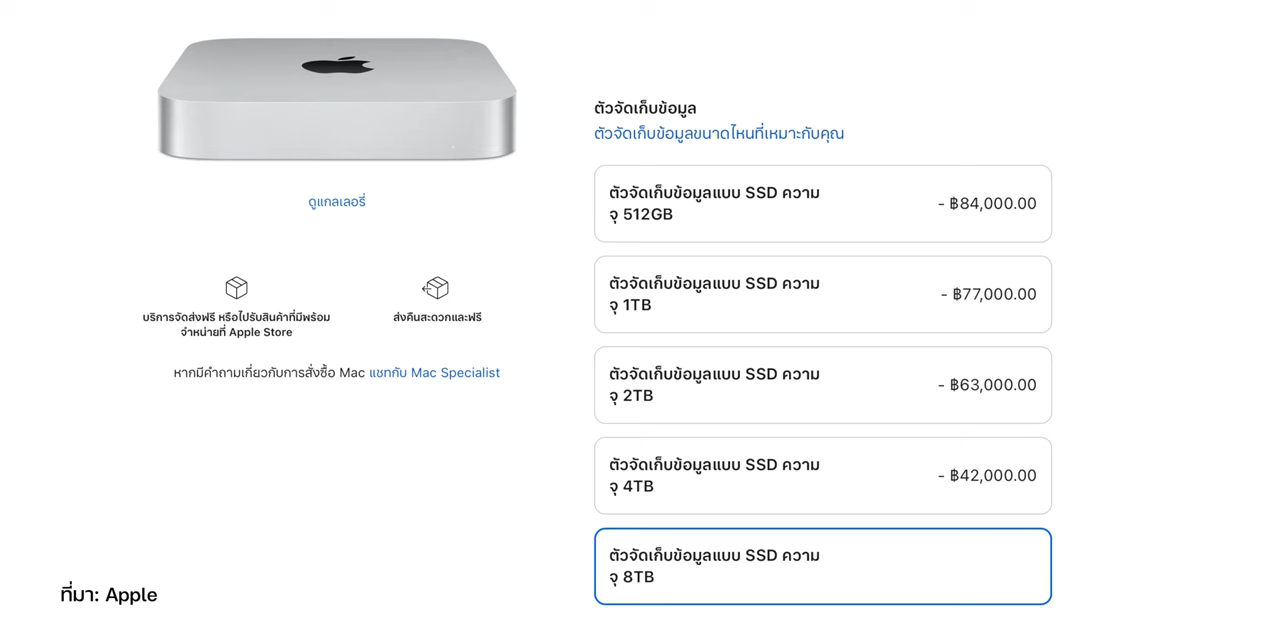 ดูแกลเลอรี่
บริการจัดส่งฟรี หรือไปรับสินค้าที่มีพร้อม
จำหน่ายที่ Apple Store
ส่งคืนสะดวกและฟรี
หากมีคำถามเกี่ยวกับการสั่งซื้อ Mac แชทกับ Mac Specialist
ตัวจัดเก็บข้อมูล
ตัวจัดเก็บข้อมูลขนาดไหนที่เหมาะกับคุณ
ตัวจัดเก็บข้อมูลแบบ SSD ความ
จุ 512GB
- ฿84,000.00
ตัวจัดเก็บข้อมูลแบบ SSD ความ
จุ 1TB
- ฿77,000.00
ตัวจัดเก็บข้อมูลแบบ SSD ความ
จุ 2TB
- ฿63,000.00
ตัวจัดเก็บข้อมูลแบบ SSD ความ
จุ 4TB
- ฿42,000.00
ตัวจัดเก็บข้อมูลแบบ SSD ความ
จุ 8TB
ที่มา: Apple